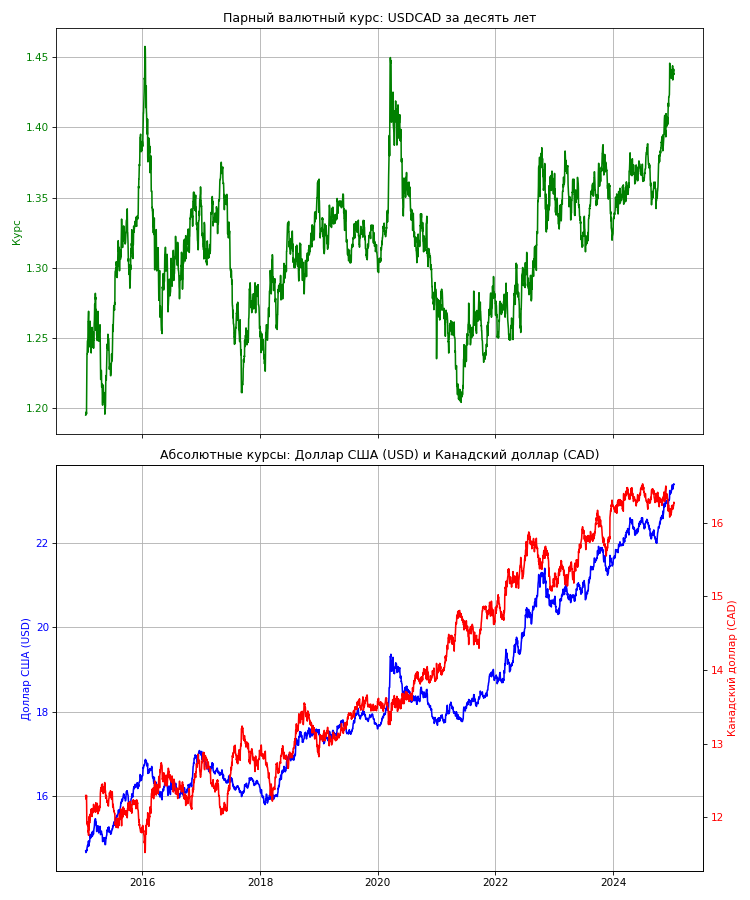 Парный валютный курс: USDCAD за десять лет
1.45
1.40
1.35
1.30
1.25
1.20
Курс
Абсолютные курсы: Доллар США (USD) и Канадский доллар (CAD)
22
20
18
16
Доллар США (USD)
16
15
14
13
12
Канадский доллар (CAD)
2016 2018 2020 2022 2024